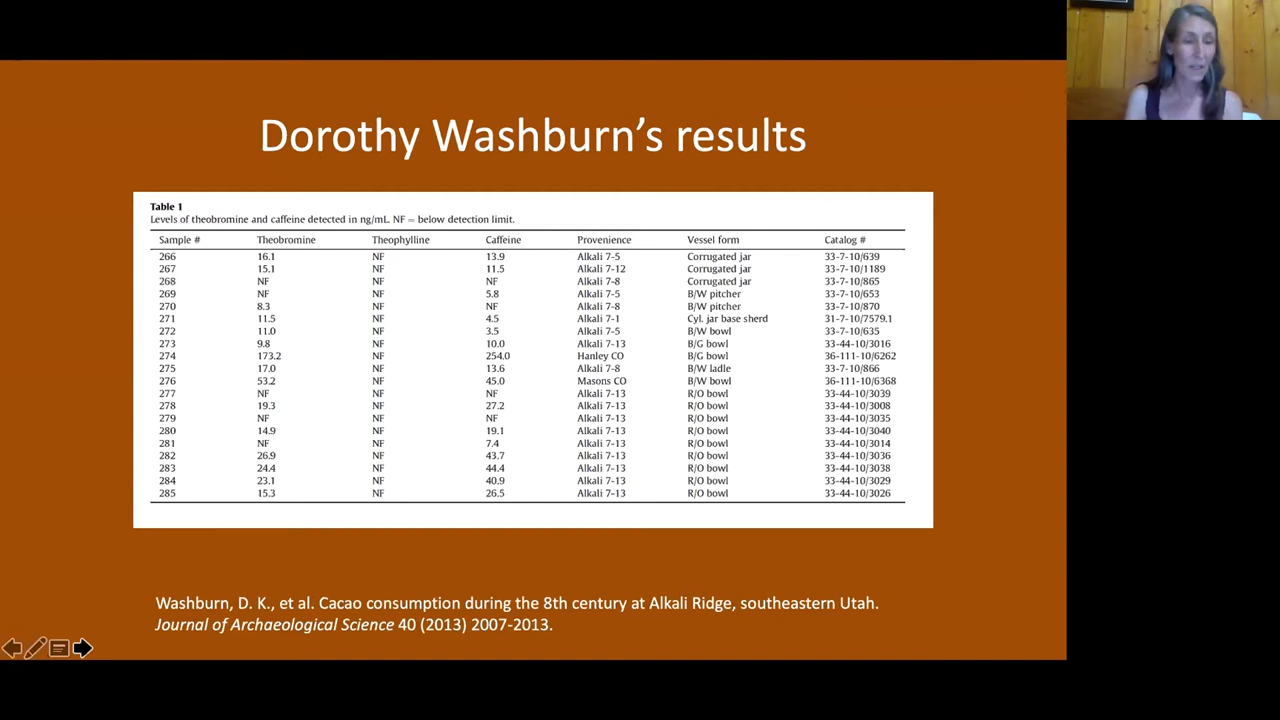 Dorothy Washburn's results
Table 1
Levels of theobromine and caffeine detected in ng/mL. NF = below detection limit.
Sample # Theobromine Theophylline Caffeine Provenience Vessel form Catalog #
266 16.1 NF 13.9 Alkali 7-5 Corrugated jar 33-7-10/639
267 15.1 NF 11.5 Alkali 7-12 Corrugated jar 33-7-10/1189
268 NF NF NF Alkali 7-8 Corrugated jar 33-7-10/865
269 NF NF 5.8 Alkali 7-5 B/W pitcher 33-7-10/653
270 8.3 NF NF Alkali 7-8 B/W pitcher 33-7-10/870
271 11.5 NF 4.5 Alkali 7-1 Cyl. jar base sherd 31-7-10/7579.1
272 11.0 NF 3.5 Alkali 7-5 B/W bowl 33-7-10/635
273 9.8 NF 10.0 Alkali 7-13 B/G bowl 33-44-10/3016
274 173.2 NF 254.0 Hanley CO B/G bowl 36-111-10/6262
275 17.0 NF 13.6 Alkali 7-8 B/W ladle 33-7-10/866
276 53.2 NF 45.0 Masons CO B/W bowl 36-111-10/6368
277 NF NF NF Alkali 7-13 R/O bowl 33-44-10/3039
278 19.3 NF 27.2 Alkali 7-13 R/O bowl 33-44-10/3008
279 NF NF NF Alkali 7-13 R/O bowl 33-44-10/3035
280 14.9 NF 19.1 Alkali 7-13 R/O bowl 33-44-10/3040
281 NF NF 7.4 Alkali 7-13 R/O bowl 33-44-10/3014
282 26.9 NF 43.7 Alkali 7-13 R/O bowl 33-44-10/3036
283 24.4 NF 44.4 Alkali 7-13 R/O bowl 33-44-10/3038
284 23.1 NF 40.9 Alkali 7-13 R/O bowl 33-44-10/3029
285 15.3 NF 26.5 Alkali 7-13 R/O bowl 33-44-10/3026
Washburn, D. K., et al. Cacao consumption during the 8th century at Alkali Ridge, southeastern Utah.
Journal of Archaeological Science 40 (2013) 2007-2013.